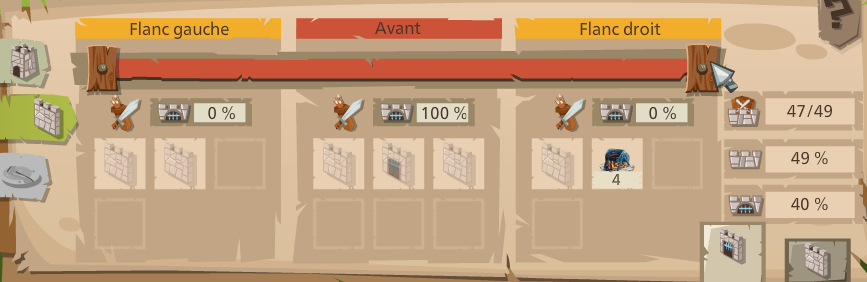 Flanc gauche
Avant
Flanc droit
0 %
100 %
0 %
4
47/49
49 %
40 %